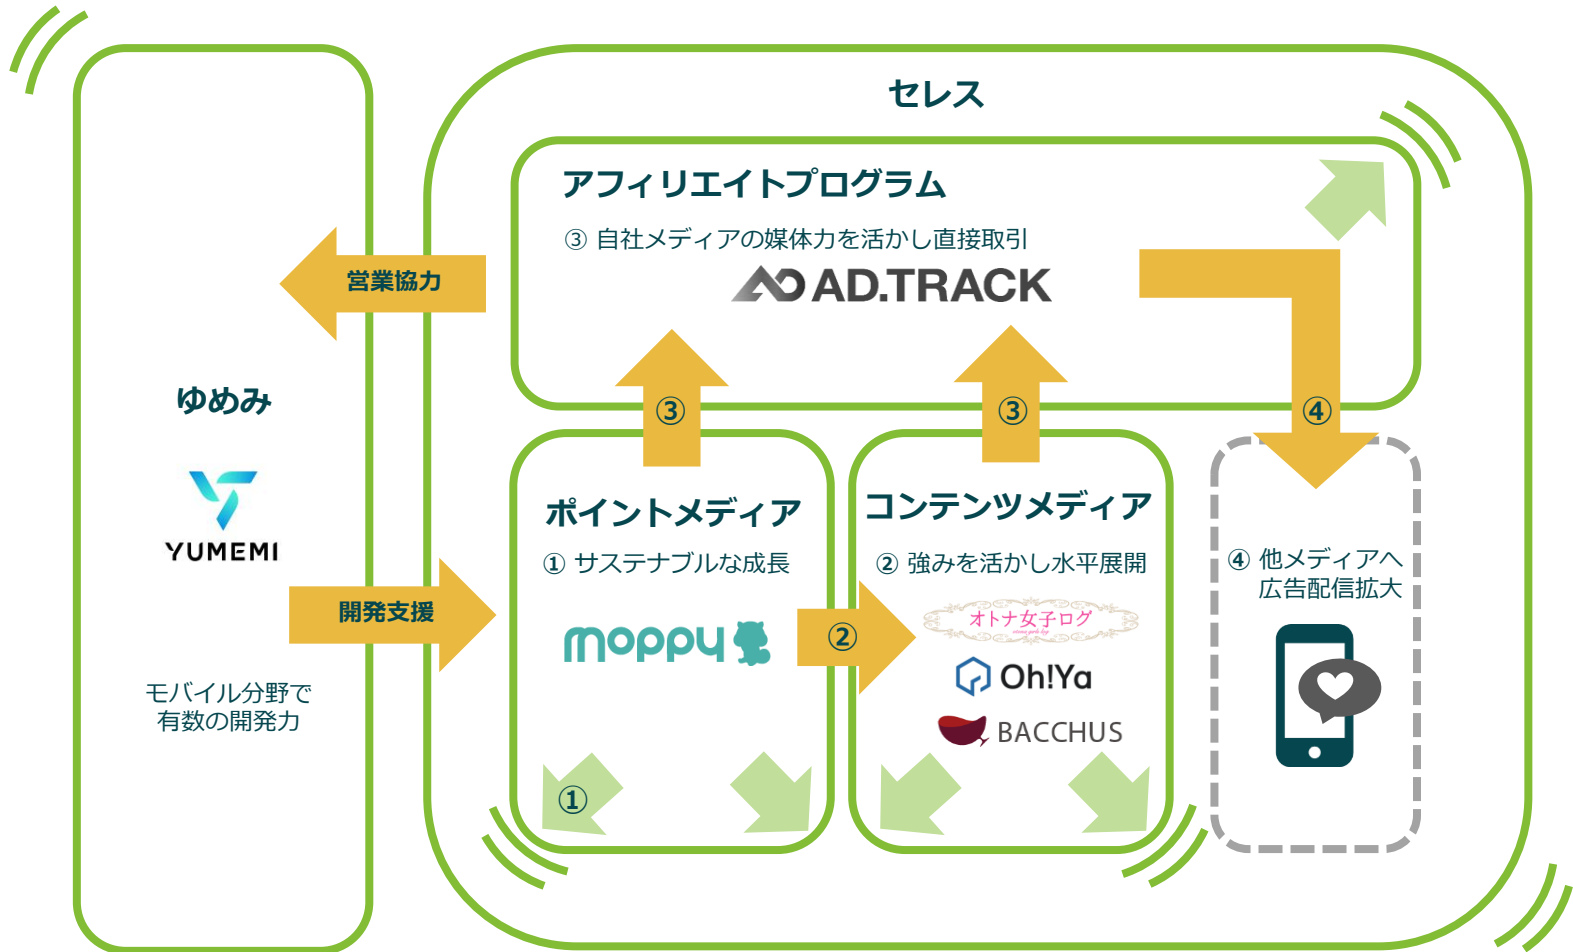 セレス
アフィリエイトプログラム
③ 自社メディアの媒体力を活かし直接取引
AD.TRACK
営業協力
ゆめみ
YUMEMI
開発支援
モバイル分野で
有数の開発力
③
③
④
ポイントメディア
① サステナブルな成長
moppy
①
②
コンテンツメディア
② 強みを活かし水平展開
オトナ女子ログ
Oh!Ya
BACCHUS
④ 他メディアへ
広告配信拡大